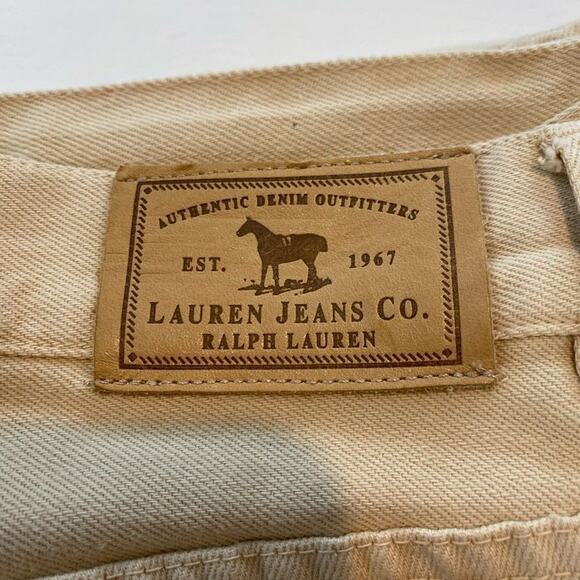 AUTHENTIC DENIM OUTFITTERS
EST. 1967
LAUREN JEANS CO.
RALPH LAUREN